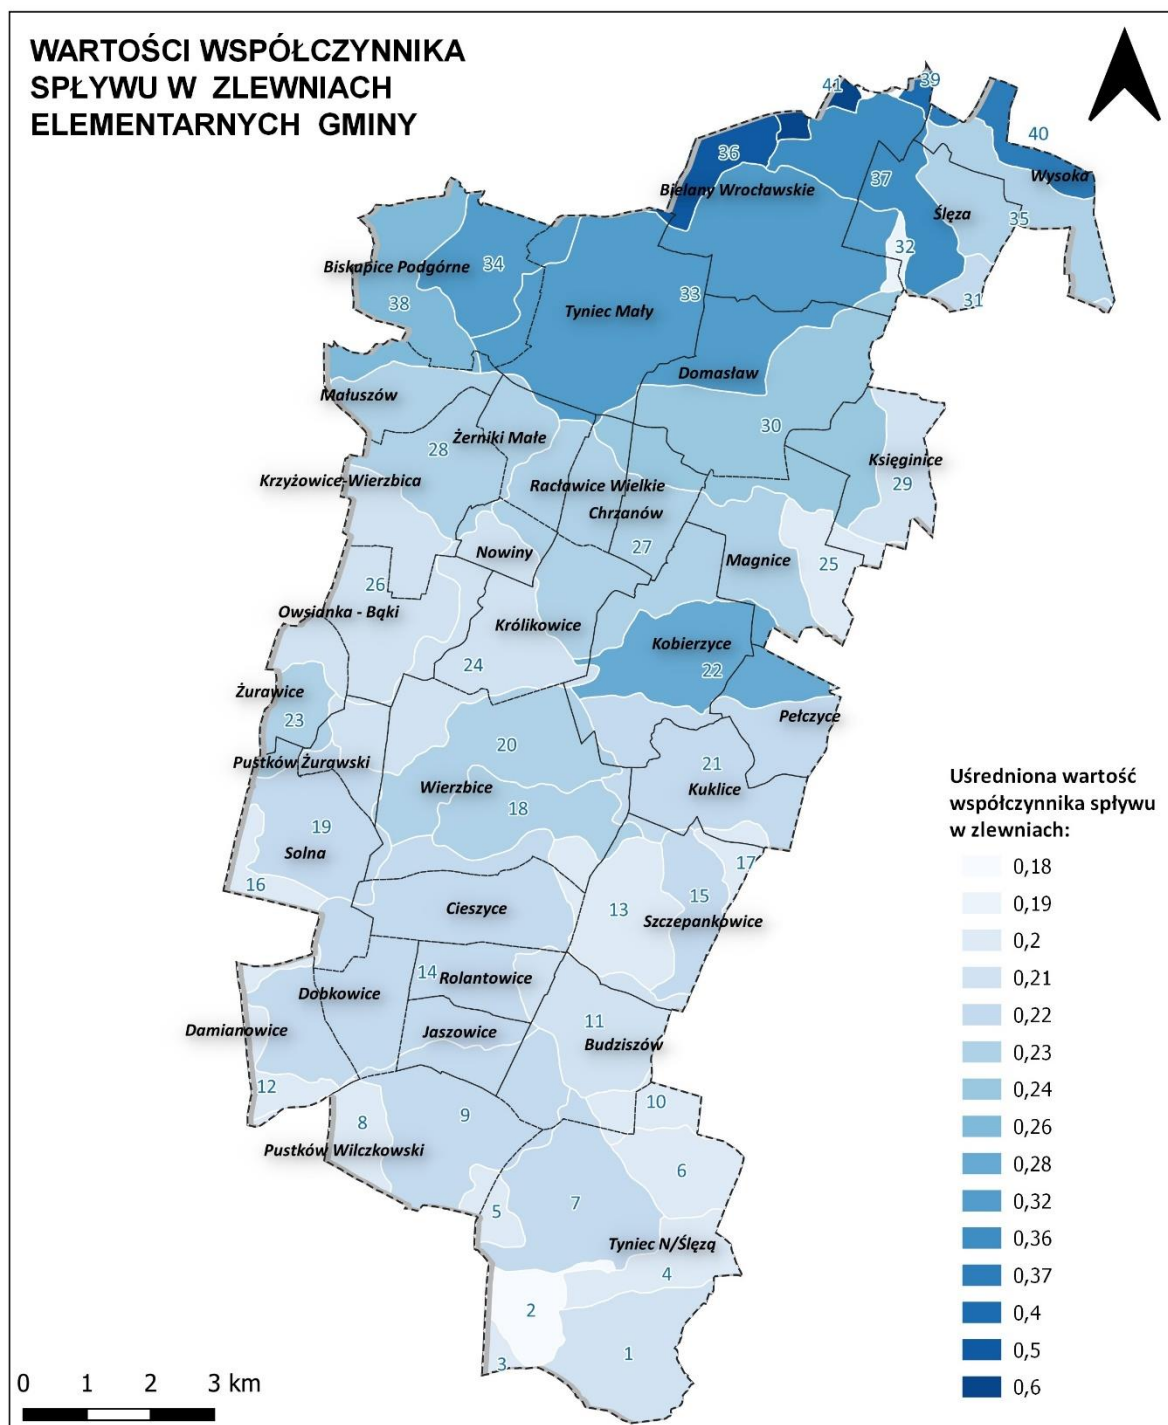 WARTOŚCI WSPÓŁCZYNNIKA
SPŁYWU W ZLEWNIACH
ELEMENTARNYCH GMINY
41
39
40
36
37
Wysoka
Bielany Wrocławskie
Ślęza
35
32
34
Biskapice Podgórne
33
31
38
Tyniec Mały
Domasław
Małuszów
30
Żerniki Małe
28
Księginice
Krzyżowice-Wierzbica
Racławice Wielkie
29
Chrzanów
27
Nowiny
Magnice
25
26
Owsianka - Bąki
Królikowice
Kobierzyce
24
22
Żurawice
23
Pełczyce
20
Pustków Żurawski
21
Wierzbice
Kuklice
18
19
Solna
17
16
15
Cieszyce
13
Szczepankowice
14
Rolantowice
Dobkowice
11
Damianowice
Jaszowice
Budziszów
12
10
9
8
Pustków Wilczkowski
6
7
5
Tyniec N/Ślęzą
4
2
1
3
0 1 2 3 km
Uśredniona wartość
współczynnika spływu
w zlewniach:
0,18
0,19
0,2
0,21
0,22
0,23
0,24
0,26
0,28
0,32
0,36
0,37
0,4
0,5
0,6